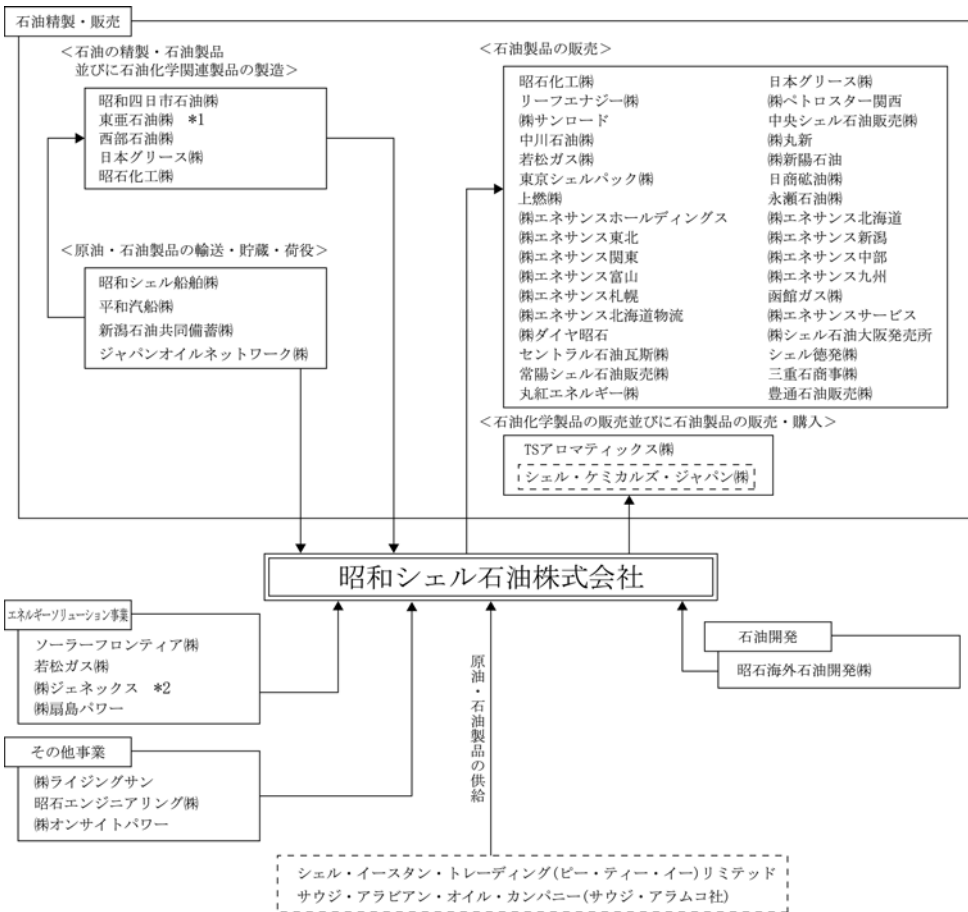 石油精製・販売
＜石油の精製・石油製品
並びに石油化学関連製品の製造＞
昭和四日市石油㈱
東亜石油㈱　*1
西部石油㈱
日本グリース㈱
昭石化工㈱
＜原油・石油製品の輸送・貯蔵・荷役＞
昭和シェル船舶㈱
平和汽船㈱
新潟石油共同備蓄㈱
ジャパンオイルネットワーク㈱
＜石油製品の販売＞
昭石化工㈱　日本グリース㈱
リーフエナジー㈱　㈱ペトロスター関西
㈱サンロード　中央シェル石油販売㈱
中川石油㈱　㈱丸新
若松ガス㈱　㈱新陽石油
東京シェルパック㈱　日商砿油㈱
上燃㈱　永瀬石油㈱
㈱エネサンスホールディングス　㈱エネサンス北海道
㈱エネサンス東北　㈱エネサンス新潟
㈱エネサンス関東　㈱エネサンス中部
㈱エネサンス富山　㈱エネサンス九州
㈱エネサンス札幌　函館ガス㈱
㈱エネサンス北海道物流　㈱エネサンスサービス
㈱ダイヤ昭石　㈱シェル石油大阪発売所
セントラル石油瓦斯㈱　シェル徳発㈱
常陽シェル石油販売㈱　三重石商事㈱
丸紅エネルギー㈱　豊通石油販売㈱
＜石油化学製品の販売並びに石油製品の販売・購入＞
TSアロマティックス㈱
シェル・ケミカルズ・ジャパン㈱
昭和シェル石油株式会社
エネルギーソリューション事業
ソーラーフロンティア㈱
若松ガス㈱
㈱ジェネックス　*2
㈱扇島パワー
その他事業
㈱ライジングサン
昭石エンジニアリング㈱
㈱オンサイトパワー
原油・石油製品の供給
石油開発
昭石海外石油開発㈱
シェル・イースタン・トレーディング(ピー・ティー・イー)リミテッド
サウジ・アラビアン・オイル・カンパニー(サウジ・アラムコ社)